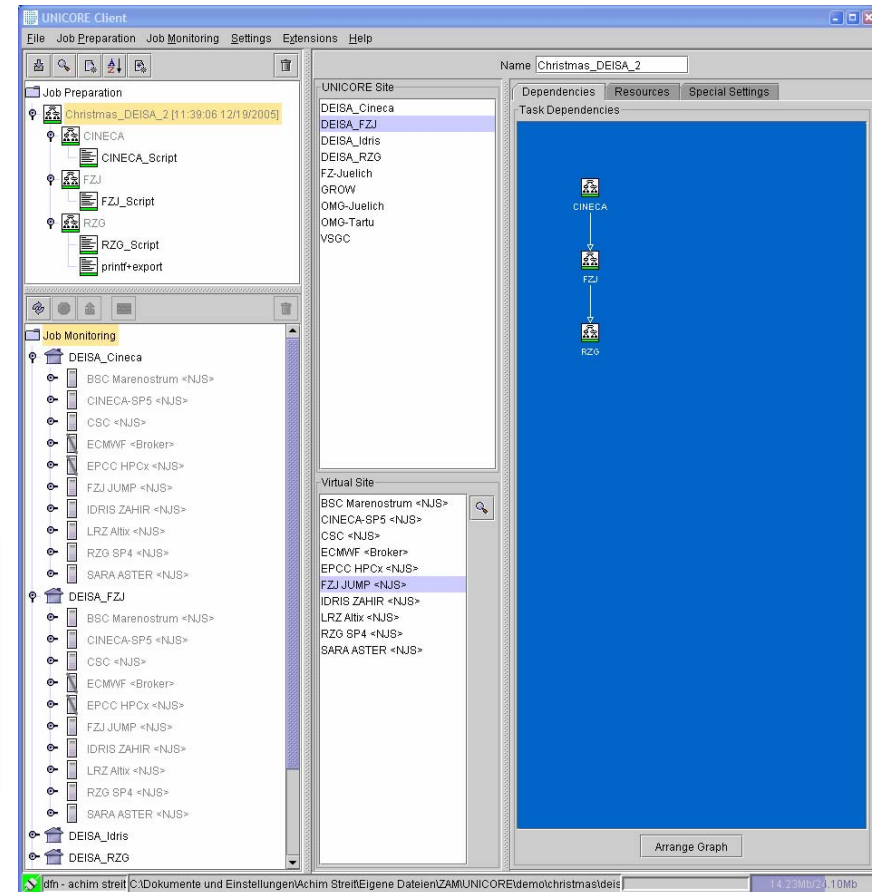 UNICORE Client
File Job Preparation Job Monitoring Settings Extensions Help
Job Preparation
Christmas_DEISA_2 [11:39:06 12/19/2005]
CINECA
CINECA_Script
FZJ
FZJ_Script
RZG
RZG_Script
printf+export
Job Monitoring
DEISA_Cineca
BSC Marenostrum <NJS>
CINECA-SP5 <NJS>
CSC <NJS>
ECMWF <Broker>
EPCC HPCx <NJS>
FZJ JUMP <NJS>
IDRIS ZAHIR <NJS>
LRZ Altix <NJS>
RZG SP4 <NJS>
SARA ASTER <NJS>
DEISA_FZJ
BSC Marenostrum <NJS>
CINECA-SP5 <NJS>
CSC <NJS>
ECMWF <Broker>
EPCC HPCx <NJS>
FZJ JUMP <NJS>
IDRIS ZAHIR <NJS>
LRZ Altix <NJS>
RZG SP4 <NJS>
SARA ASTER <NJS>
DEISA_Idris
DEISA_RZG
Name Christmas_DEISA_2
UNICORE Site
DEISA_Cineca
DEISA_FZJ
DEISA_Idris
DEISA_RZG
FZ-Juelich
GROW
OMG-Juelich
OMG-Tartu
VSGC
Virtual Site
BSC Marenostrum <NJS>
CINECA-SP5 <NJS>
CSC <NJS>
ECMWF <Broker>
EPCC HPCx <NJS>
FZJ JUMP <NJS>
IDRIS ZAHIR <NJS>
LRZ Altix <NJS>
RZG SP4 <NJS>
SARA ASTER <NJS>
Dependencies Resources Special Settings
Task Dependencies
CINECA
FZJ
RZG
Arrange Graph
dfn - achim streit C:\Dokumente und Einstellungen\Achim Streit\Eigene Dateien\ZAM\UNICORE\demo\christmas\deis 14.23Mb/24.10Mb